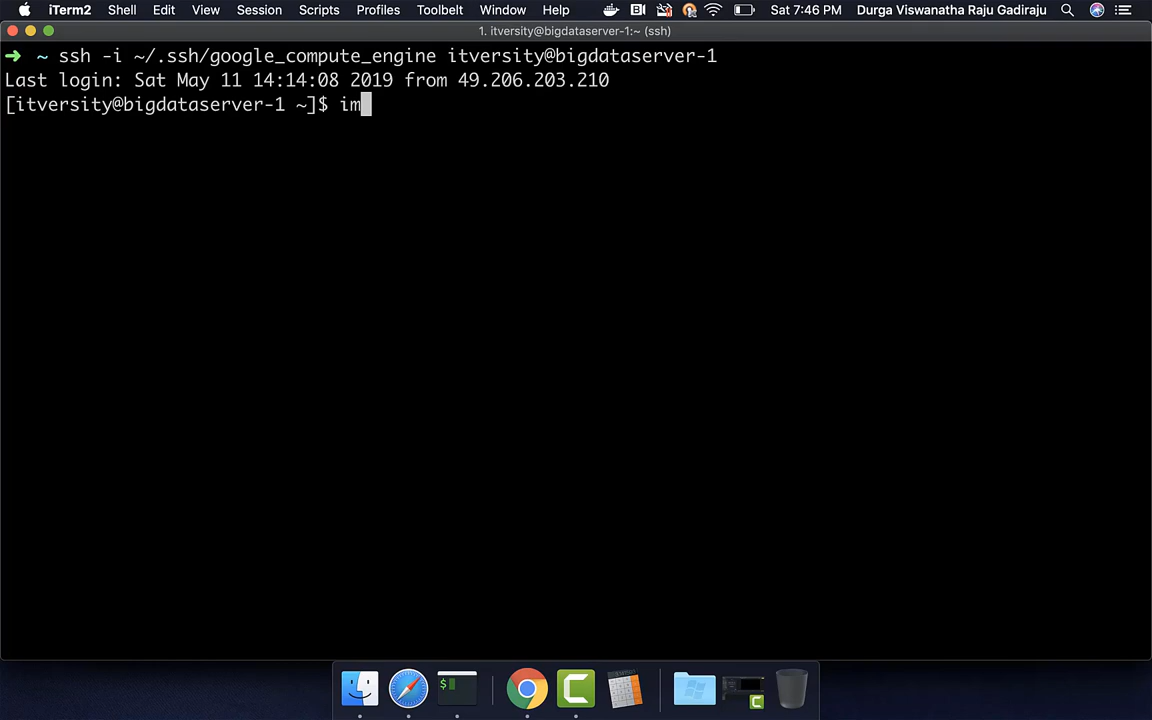 iTerm2 Shell Edit View Session Scripts Profiles Toolbelt Window Help Sat 7:46 PM Durga Viswanatha Raju Gadiraju
1. itversity@bigdataserver-1:~ (ssh)
➜ ~ ssh -i ~/.ssh/google_compute_engine itversity@bigdataserver-1
Last login: Sat May 11 14:14:08 2019 from 49.206.203.210
[itversity@bigdataserver-1 ~]$ im